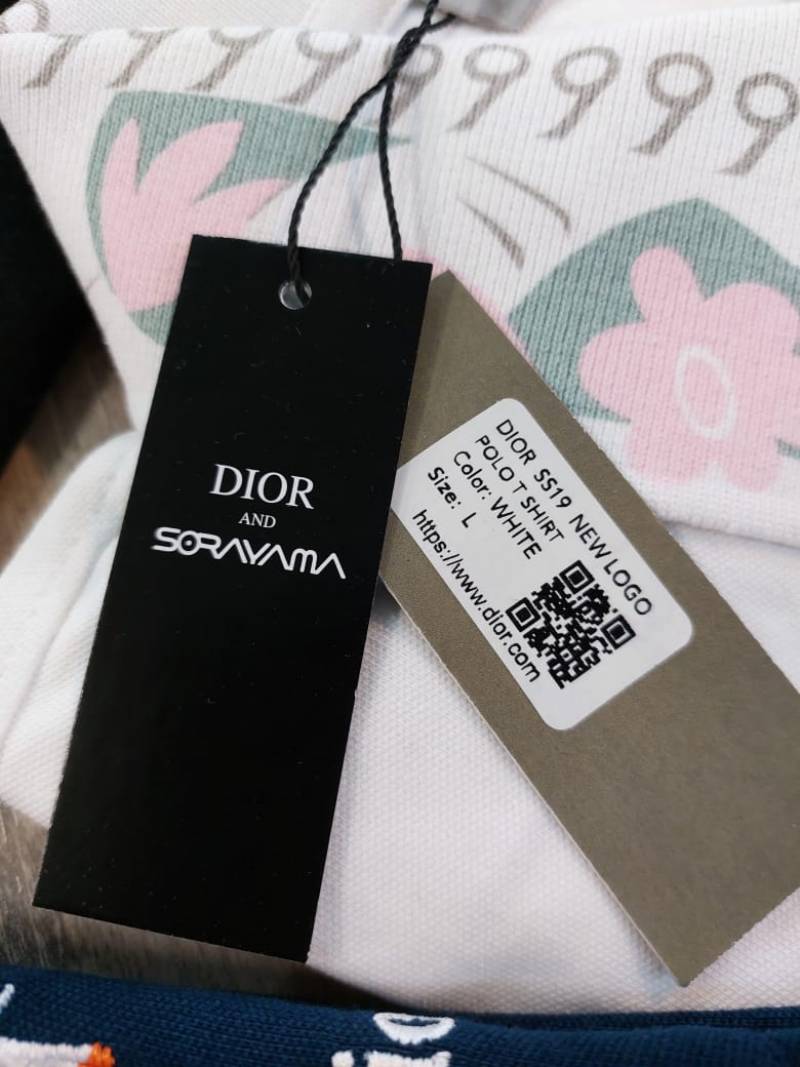 DIOR
AND
SORAYAMA
DIOR SS19 NEW LOGO
POLO T SHIRT
Color: WHITE
Size: L
https://www.dior.com